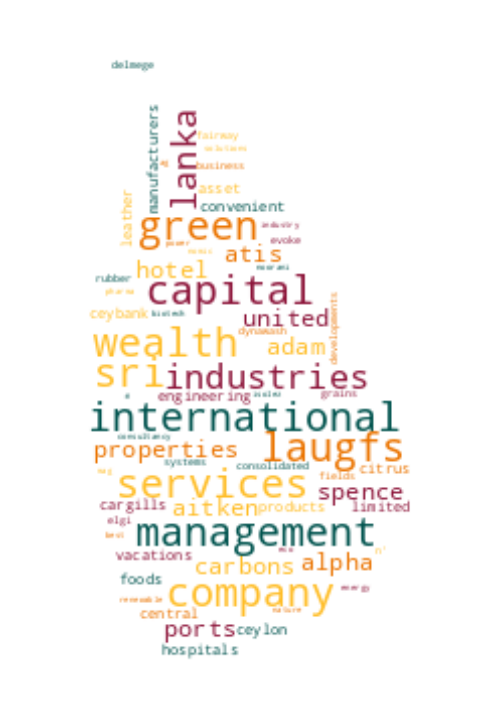 delmege
manufacturers
lanka
fairway
solutions
business
asset
leather
convenient
green
industry
power
evoke
atis
hotel
rubber
pharma
capital
ceybank
biotech
united
developments
dynawash
wealth
adam
sri
industries
engineering
grains
international
consultancy
laugfs
properties
systems
consolidated
citrus
fields
services
spence
cargills
aitken
products
limited
elgi
best
management
eco
n'
vacations
carbons
alpha
foods
company
energy
renewable
central
nature
ports
ceylon
hospitals